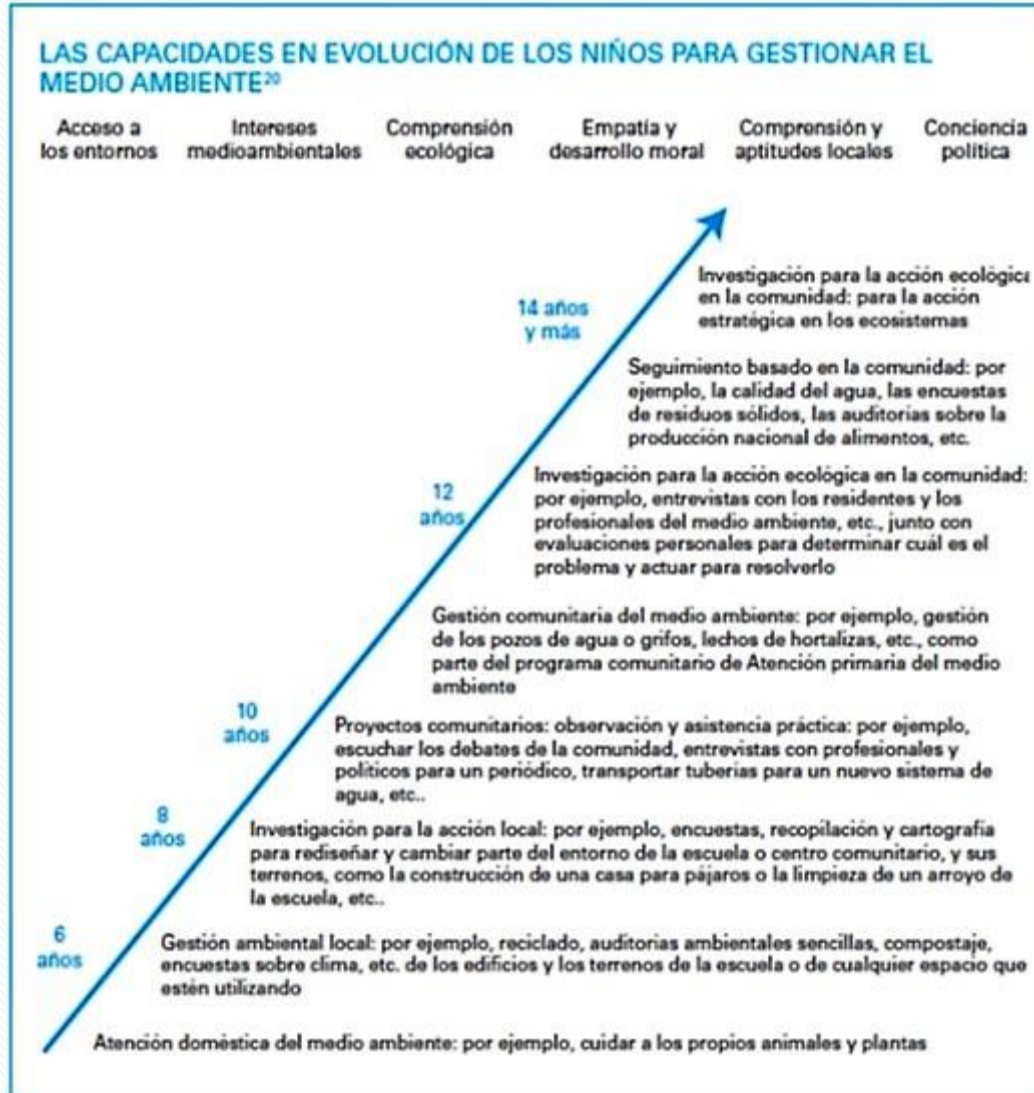 LAS CAPACIDADES EN EVOLUCIÓN DE LOS NIÑOS PARA GESTIONAR EL
MEDIO AMBIENTE²⁰
Acceso a
los entornos
Intereses
medioambientales
Comprensión
ecológica
Empatía y
desarrollo moral
Comprensión y
aptitudes locales
Conciencia
política
14 años
y más
Investigación para la acción ecológica
en la comunidad: para la acción
estratégica en los ecosistemas
Seguimiento basado en la comunidad: por
ejemplo, la calidad del agua, las encuestas
de residuos sólidos, las auditorías sobre la
producción nacional de alimentos, etc.
12
años
Investigación para la acción ecológica en la comunidad:
por ejemplo, entrevistas con los residentes y los
profesionales del medio ambiente, etc., junto con
evaluaciones personales para determinar cuál es el
problema y actuar para resolverlo
Gestión comunitaria del medio ambiente: por ejemplo, gestión
de los pozos de agua o grifos, lechos de hortalizas, etc., como
parte del programa comunitario de Atención primaria del medio
ambiente
10
años
Proyectos comunitarios: observación y asistencia práctica: por ejemplo,
escuchar los debates de la comunidad, entrevistas con profesionales y
políticos para un periódico, transportar tuberías para un nuevo sistema de
agua, etc..
8
años
Investigación para la acción local: por ejemplo, encuestas, recopilación y cartografía
para rediseñar y cambiar parte del entorno de la escuela o centro comunitario, y sus
terrenos, como la construcción de una casa para pájaros o la limpieza de un arroyo de
la escuela, etc..
6
años
Gestión ambiental local: por ejemplo, reciclado, auditorías ambientales sencillas, compostaje,
encuestas sobre clima, etc. de los edificios y los terrenos de la escuela o de cualquier espacio que
estén utilizando
Atención doméstica del medio ambiente: por ejemplo, cuidar a los propios animales y plantas